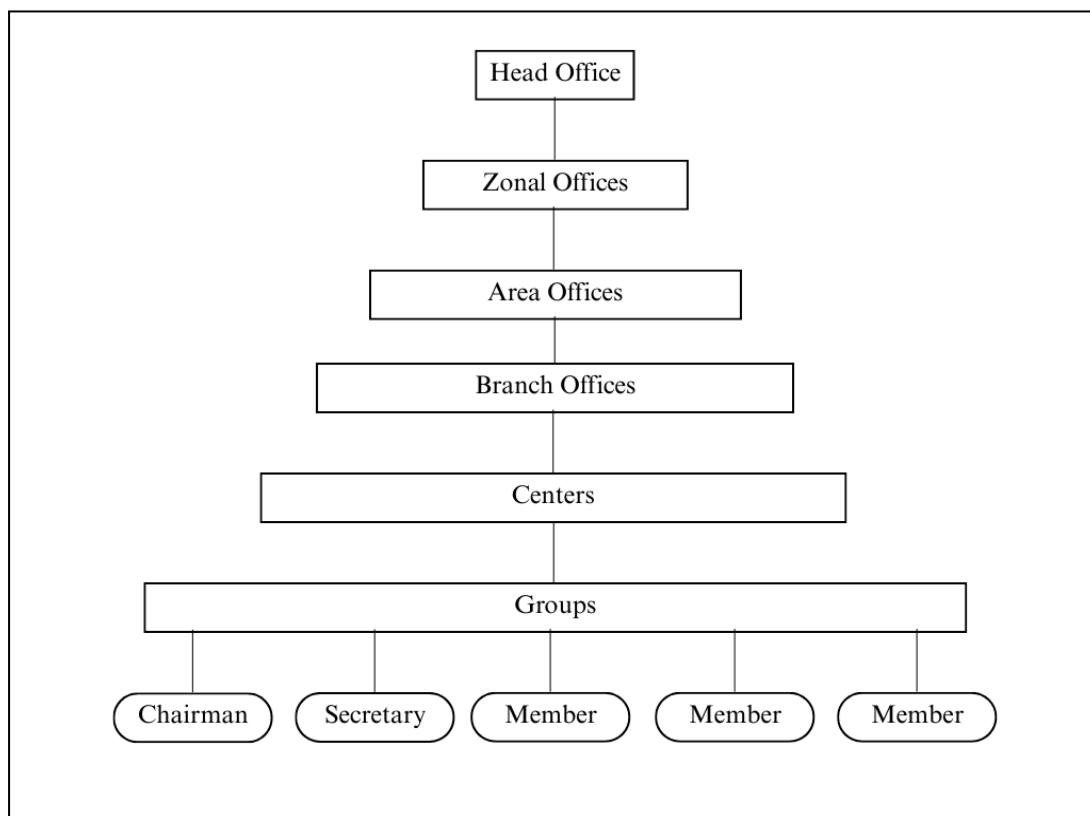 Head Office
Zonal Offices
Area Offices
Branch Offices
Centers
Groups
Chairman
Secretary
Member
Member
Member